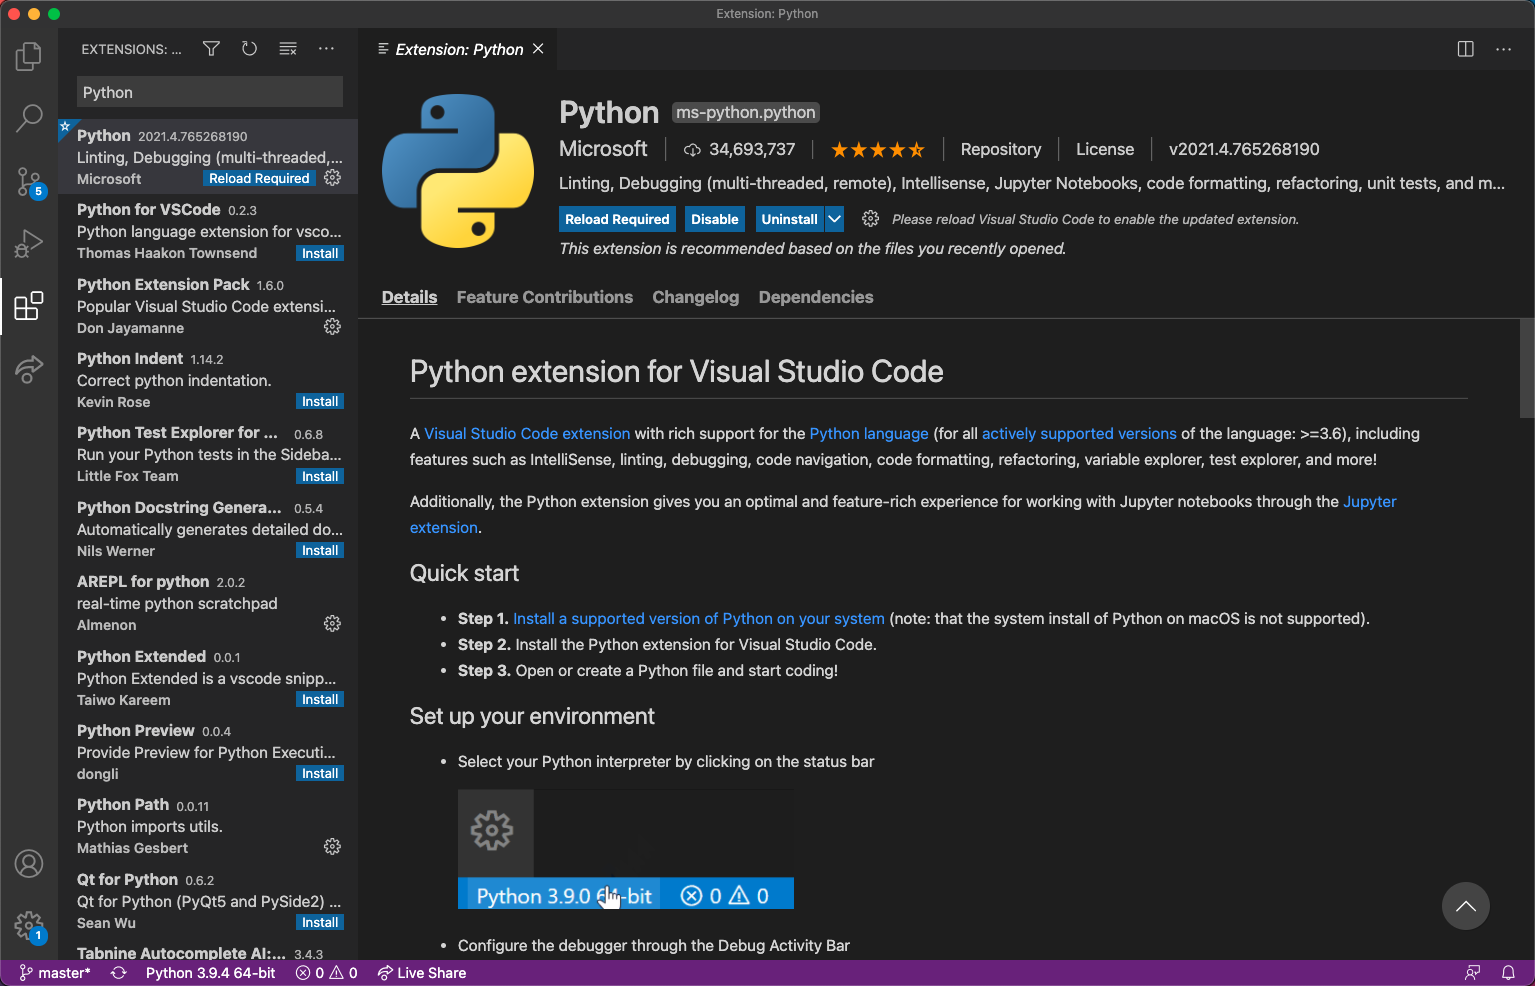 Extension: Python
EXTENSIONS: ...
Python
Python 2021.4.765268190
Linting, Debugging (multi-threaded,...
Microsoft Reload Required
Python for VSCode 0.2.3
Python language extension for vsco...
Thomas Haakon Townsend Install
Python Extension Pack 1.6.0
Popular Visual Studio Code extensi...
Don Jayamanne
Python Indent 1.14.2
Correct python indentation.
Kevin Rose Install
Python Test Explorer for ... 0.6.8
Run your Python tests in the Sideba...
Little Fox Team Install
Python Docstring Genera... 0.5.4
Automatically generates detailed do...
Nils Werner Install
AREPL for python 2.0.2
real-time python scratchpad
Almenon
Python Extended 0.0.1
Python Extended is a vscode snipp...
Taiwo Kareem Install
Python Preview 0.0.4
Provide Preview for Python Executi...
dongli Install
Python Path 0.0.11
Python imports utils.
Mathias Gesbert
Qt for Python 0.6.2
Qt for Python (PyQt5 and PySide2) ...
Sean Wu Install
Tabnine Autocomplete AI:... 3.4.3
5
1
Extension: Python
Python ms-python.python
Microsoft 34,693,737 Repository License v2021.4.765268190
Linting, Debugging (multi-threaded, remote), Intellisense, Jupyter Notebooks, code formatting, refactoring, unit tests, and m...
Reload Required Disable Uninstall Please reload Visual Studio Code to enable the updated extension.
This extension is recommended based on the files you recently opened.
Details Feature Contributions Changelog Dependencies
Python extension for Visual Studio Code
A Visual Studio Code extension with rich support for the Python language (for all actively supported versions of the language: >=3.6), including
features such as IntelliSense, linting, debugging, code navigation, code formatting, refactoring, variable explorer, test explorer, and more!
Additionally, the Python extension gives you an optimal and feature-rich experience for working with Jupyter notebooks through the Jupyter
extension.
Quick start
• Step 1. Install a supported version of Python on your system (note: that the system install of Python on macOS is not supported).
• Step 2. Install the Python extension for Visual Studio Code.
• Step 3. Open or create a Python file and start coding!
Set up your environment
• Select your Python interpreter by clicking on the status bar
Python 3.9.0 64-bit 0 0
• Configure the debugger through the Debug Activity Bar
master* Python 3.9.4 64-bit 0 0 Live Share